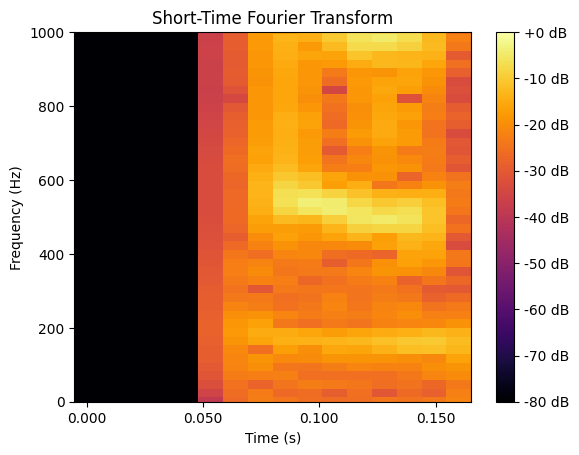 Short-Time Fourier Transform
1000
800
600
400
200
0
Frequency (Hz)
0.000
0.050
0.100
0.150
Time (s)
+0 dB
-10 dB
-20 dB
-30 dB
-40 dB
-50 dB
-60 dB
-70 dB
-80 dB